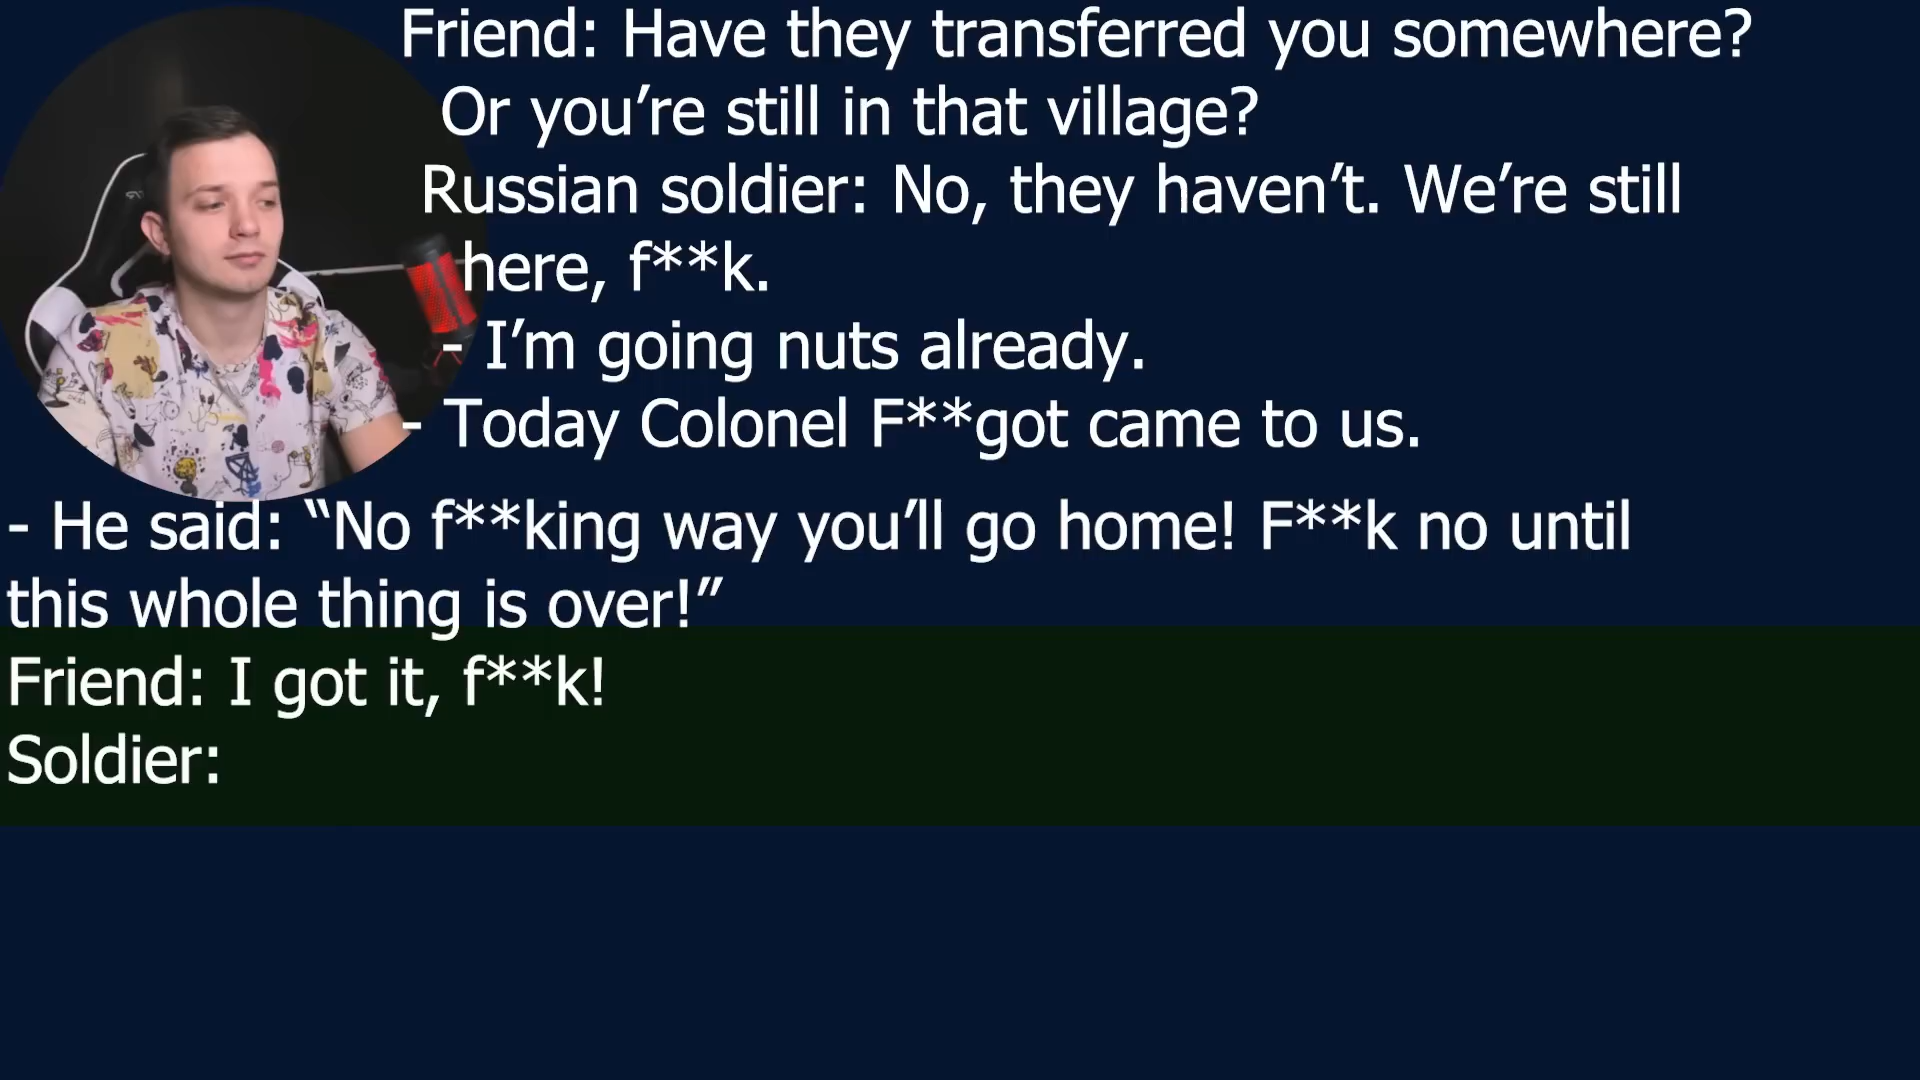 Friend: Have they transferred you somewhere?
Or you’re still in that village?
Russian soldier: No, they haven’t. We’re still
here, f**k.
- I’m going nuts already.
- Today Colonel F**got came to us.
- He said: “No f**king way you’ll go home! F**k no until
this whole thing is over!”
Friend: I got it, f**k!
Soldier: